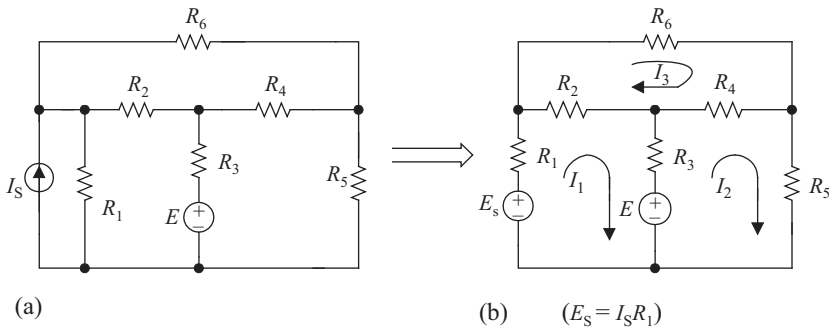 R6
R2
R4
R3
R5
IS
R1
E
(a)
R6
I3
R2
R4
R1
I1
R3
I2
R5
Es
E
(b) (ES = ISR1)